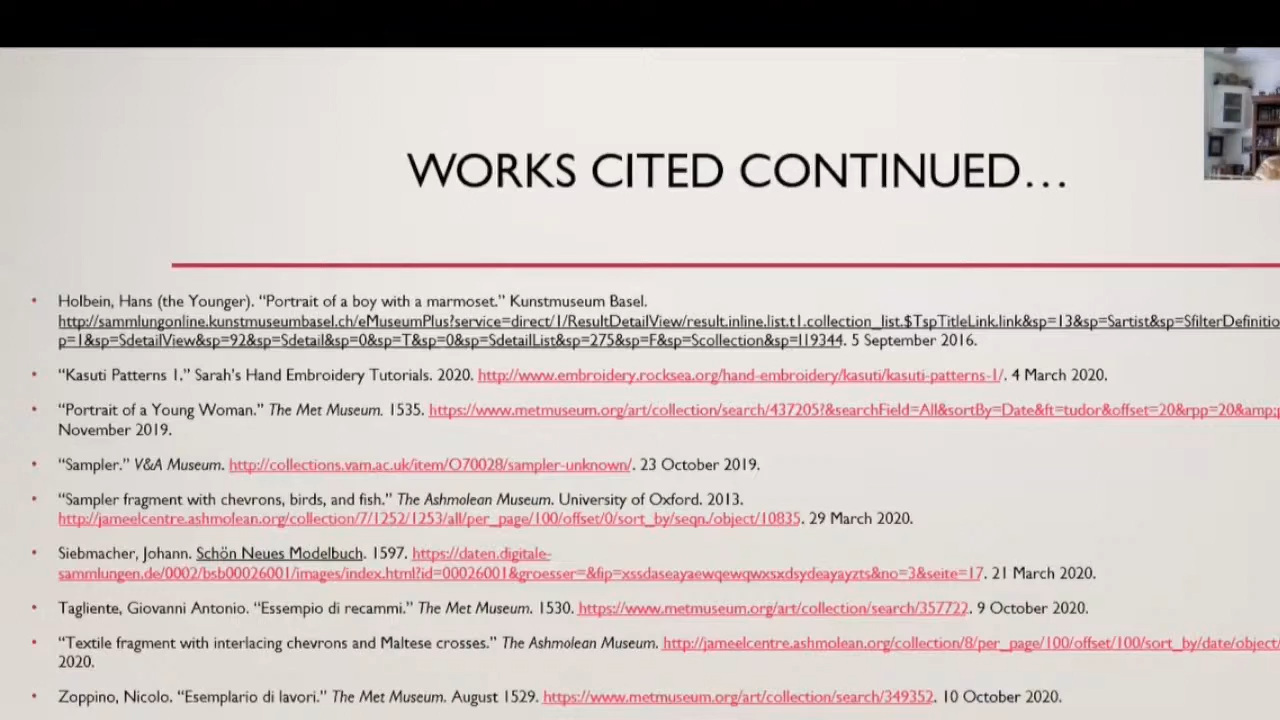 WORKS CITED CONTINUED…
• Holbein, Hans (the Younger). “Portrait of a boy with a marmoset.” Kunstmuseum Basel.
http://sammlungonline.kunstmuseumbasel.ch/eMuseumPlus?service=direct/1/ResultDetailView/result.inline.list.t1.collection_list.$TspTitleLink.link&sp=13&sp=Sartist&sp=SfilterDefinitio
p=1&sp=SdetailView&sp=92&sp=Sdetail&sp=0&sp=T&sp=0&sp=SdetailList&sp=275&sp=F&sp=Scollection&sp=l19344. 5 September 2016.
• “Kasuti Patterns 1.” Sarah’s Hand Embroidery Tutorials. 2020. http://www.embroidery.rocksea.org/hand-embroidery/kasuti/kasuti-patterns-1/. 4 March 2020.
• “Portrait of a Young Woman.” The Met Museum. 1535. https://www.metmuseum.org/art/collection/search/437205?&searchField=All&sortBy=Date&ft=tudor&offset=20&rpp=20&amp;p
November 2019.
• “Sampler.” V&A Museum. http://collections.vam.ac.uk/item/O70028/sampler-unknown/. 23 October 2019.
• “Sampler fragment with chevrons, birds, and fish.” The Ashmolean Museum. University of Oxford. 2013.
http://jameelcentre.ashmolean.org/collection/7/1252/1253/all/per_page/100/offset/0/sort_by/seqn./object/10835. 29 March 2020.
• Siebmacher, Johann. Schön Neues Modelbuch. 1597. https://daten.digitale-
sammlungen.de/0002/bsb00026001/images/index.html?id=00026001&groesser=&fip=xssdaseayaewqewqwxsxdsydeayayzts&no=3&seite=17. 21 March 2020.
• Tagliente, Giovanni Antonio. “Essempio di recammi.” The Met Museum. 1530. https://www.metmuseum.org/art/collection/search/357722. 9 October 2020.
• “Textile fragment with interlacing chevrons and Maltese crosses.” The Ashmolean Museum. http://jameelcentre.ashmolean.org/collection/8/per_page/100/offset/100/sort_by/date/object/
2020.
• Zoppino, Nicolo. “Esemplario di lavori.” The Met Museum. August 1529. https://www.metmuseum.org/art/collection/search/349352. 10 October 2020.